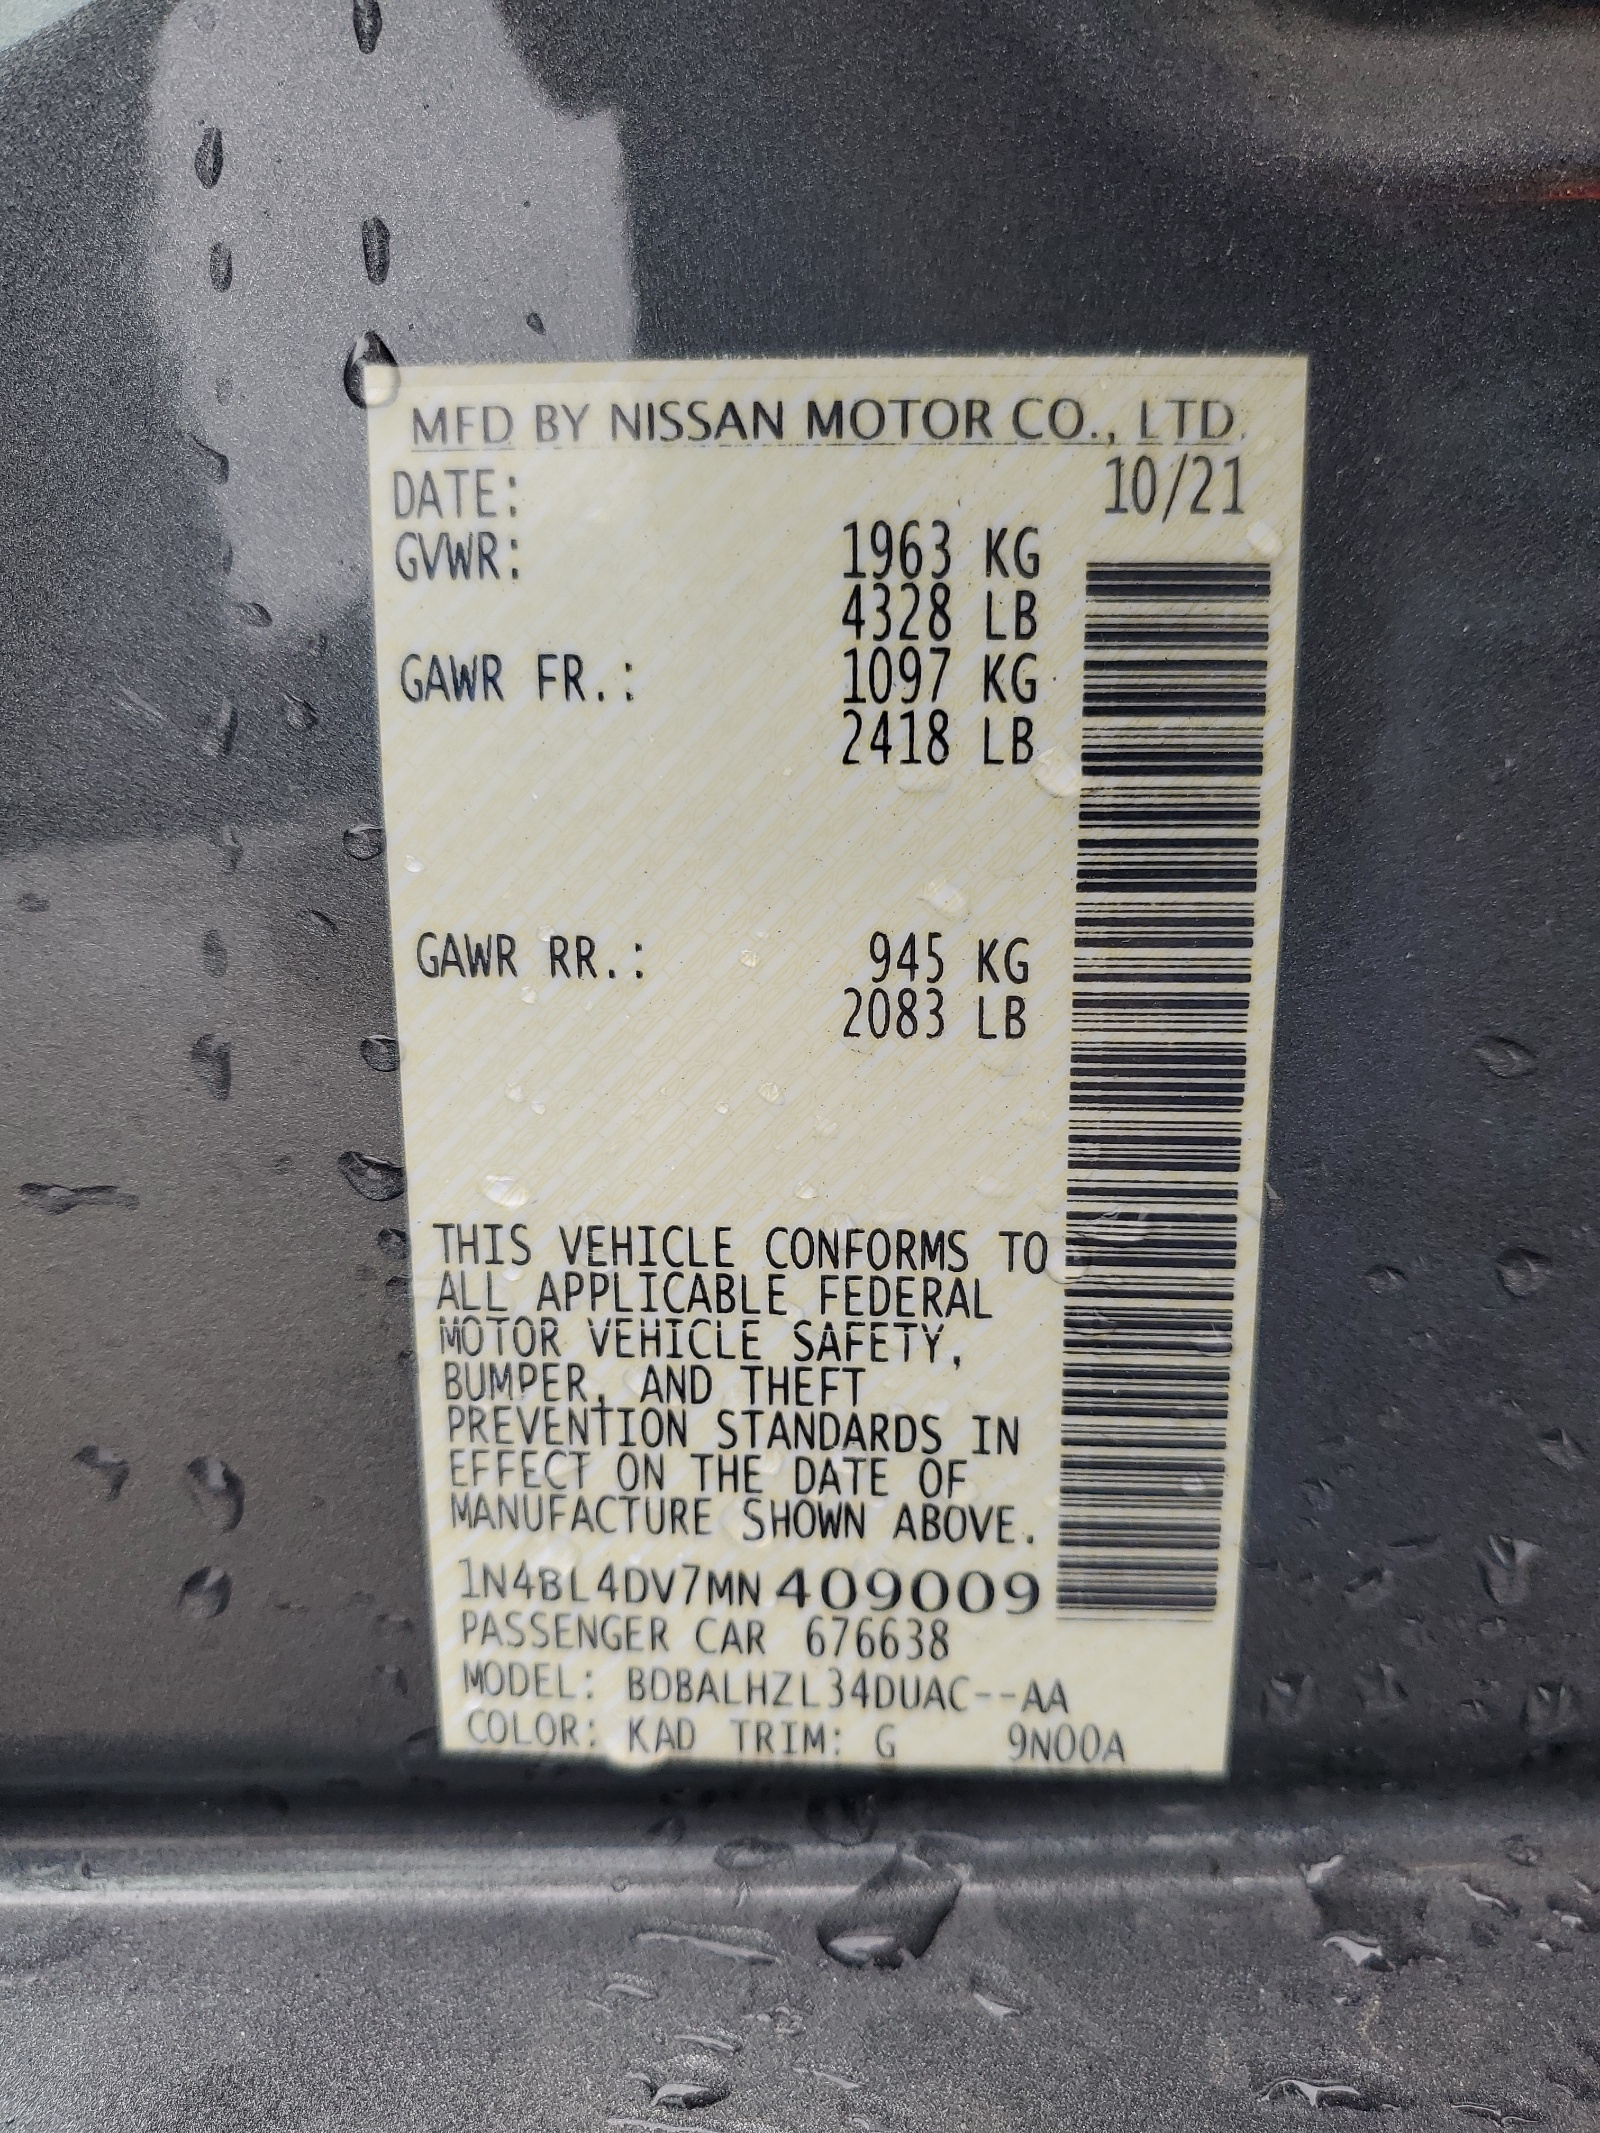 MFD BY NISSAN MOTOR CO., LTD.
DATE: 10/21
GVWR: 1963 KG
4328 LB
GAWR FR.: 1097 KG
2418 LB
GAWR RR.: 945 KG
2083 LB
THIS VEHICLE CONFORMS TO
ALL APPLICABLE FEDERAL
MOTOR VEHICLE SAFETY,
BUMPER, AND THEFT
PREVENTION STANDARDS IN
EFFECT ON THE DATE OF
MANUFACTURE SHOWN ABOVE.
1N4BL4DV7MN409009
PASSENGER CAR 676638
MODEL: BDBALHZL34DUAC--AA
COLOR: KAD TRIM: G 9N00A